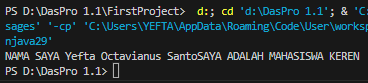 PS D:\DasPro 1.1\FirstProject> d:; cd 'd:\DasPro 1.1'; & 'C:
sages' '-cp' 'C:\Users\YEFTA\AppData\Roaming\Code\User\worksp
njava29'
NAMA SAYA Yefta Octavianus SantoSAYA ADALAH MAHASISWA KEREN
PS D:\DasPro 1.1>